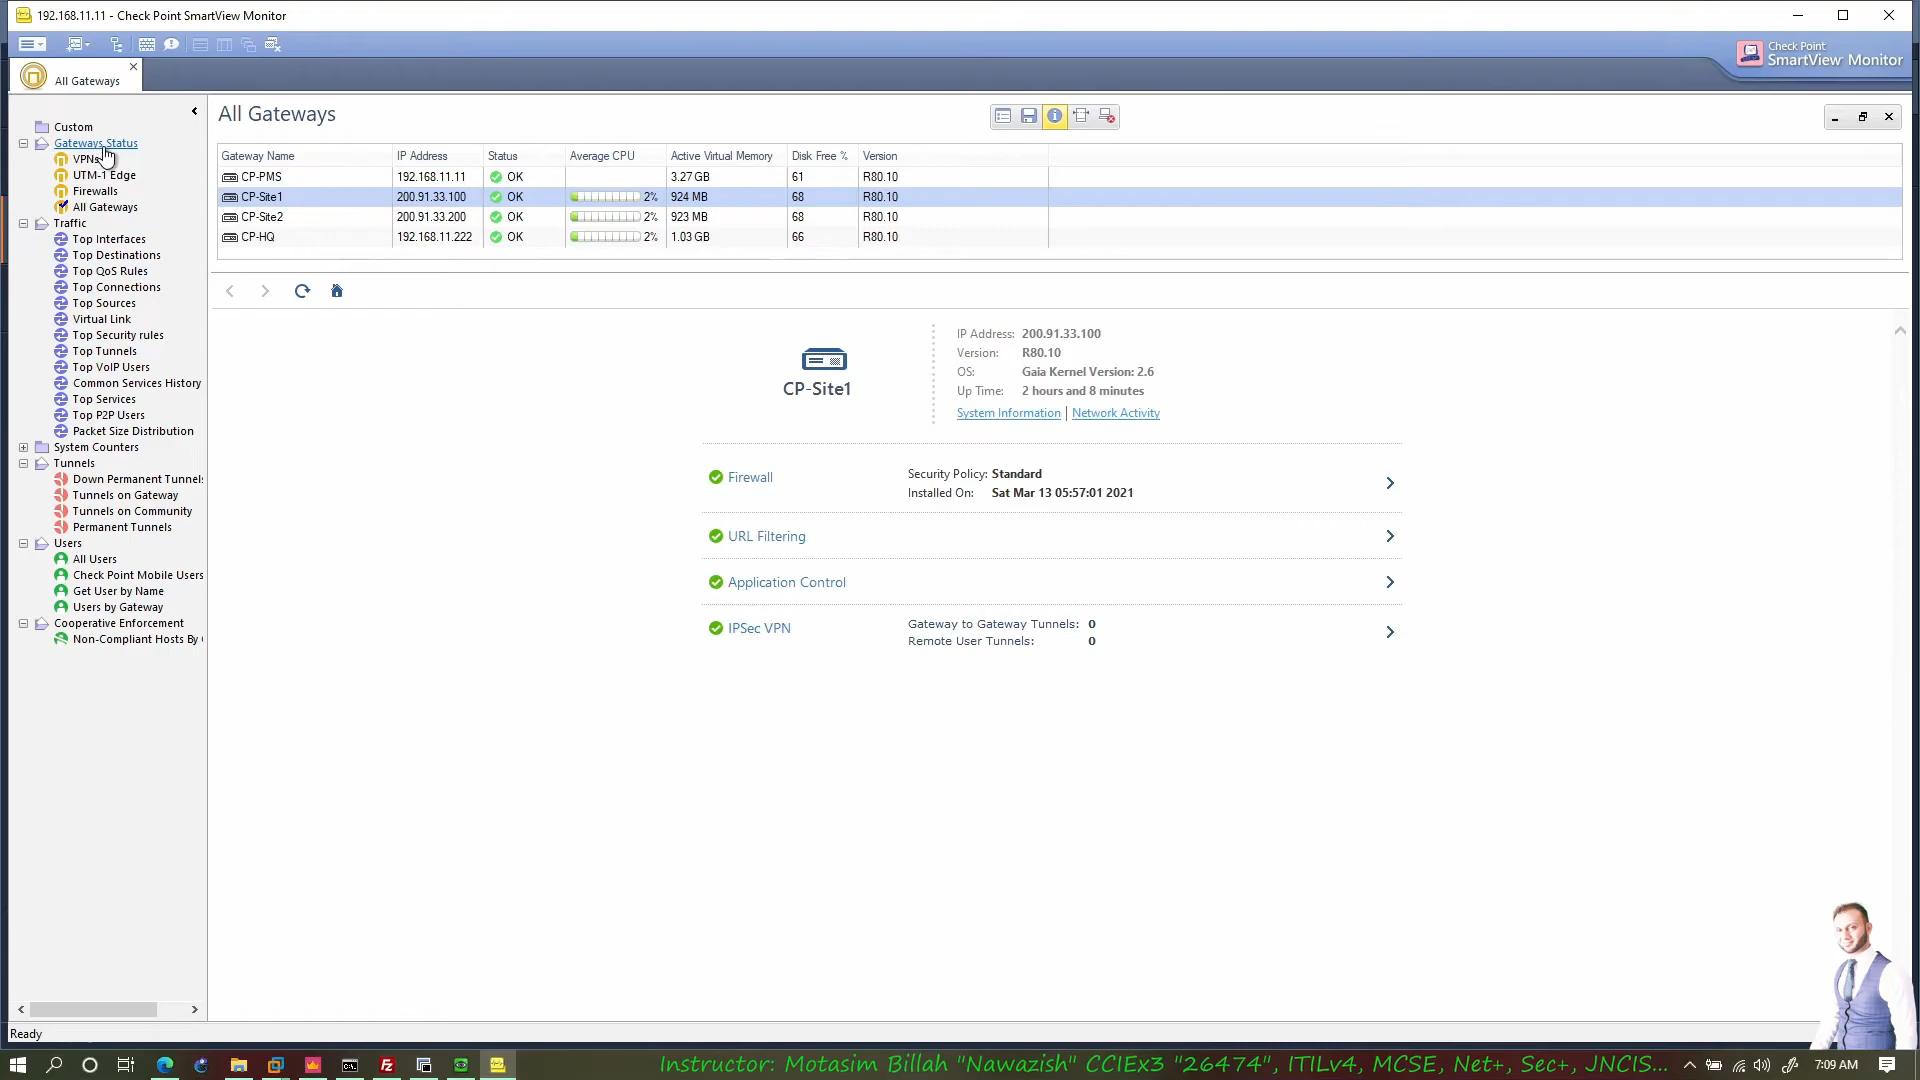 192.168.11.11 - Check Point SmartView Monitor
Check Point
SmartView Monitor
All Gateways
Custom
Gateways Status
VPNs
UTM-1 Edge
Firewalls
All Gateways
Traffic
Top Interfaces
Top Destinations
Top QoS Rules
Top Connections
Top Sources
Virtual Link
Top Security rules
Top Tunnels
Top VoIP Users
Common Services History
Top Services
Top P2P Users
Packet Size Distribution
System Counters
Tunnels
Down Permanent Tunnels
Tunnels on Gateway
Tunnels on Community
Permanent Tunnels
Users
All Users
Check Point Mobile Users
Get User by Name
Users by Gateway
Cooperative Enforcement
Non-Compliant Hosts By
All Gateways
Gateway Name IP Address Status Average CPU Active Virtual Memory Disk Free % Version
CP-PMS 192.168.11.11 OK 3.27 GB 61 R80.10
CP-Site1 200.91.33.100 OK 2% 924 MB 68 R80.10
CP-Site2 200.91.33.200 OK 2% 923 MB 68 R80.10
CP-HQ 192.168.11.222 OK 2% 1.03 GB 66 R80.10
CP-Site1
IP Address: 200.91.33.100
Version: R80.10
OS: Gaia Kernel Version: 2.6
Up Time: 2 hours and 8 minutes
System Information | Network Activity
Firewall Security Policy: Standard
Installed On: Sat Mar 13 05:57:01 2021
URL Filtering
Application Control
IPSec VPN Gateway to Gateway Tunnels: 0
Remote User Tunnels: 0
Ready
Instructor: Motasim Billah "Nawazish" CCIEx3 "26474", ITILv4, MCSE, Net+, Sec+, JNCIS...
7:09 AM